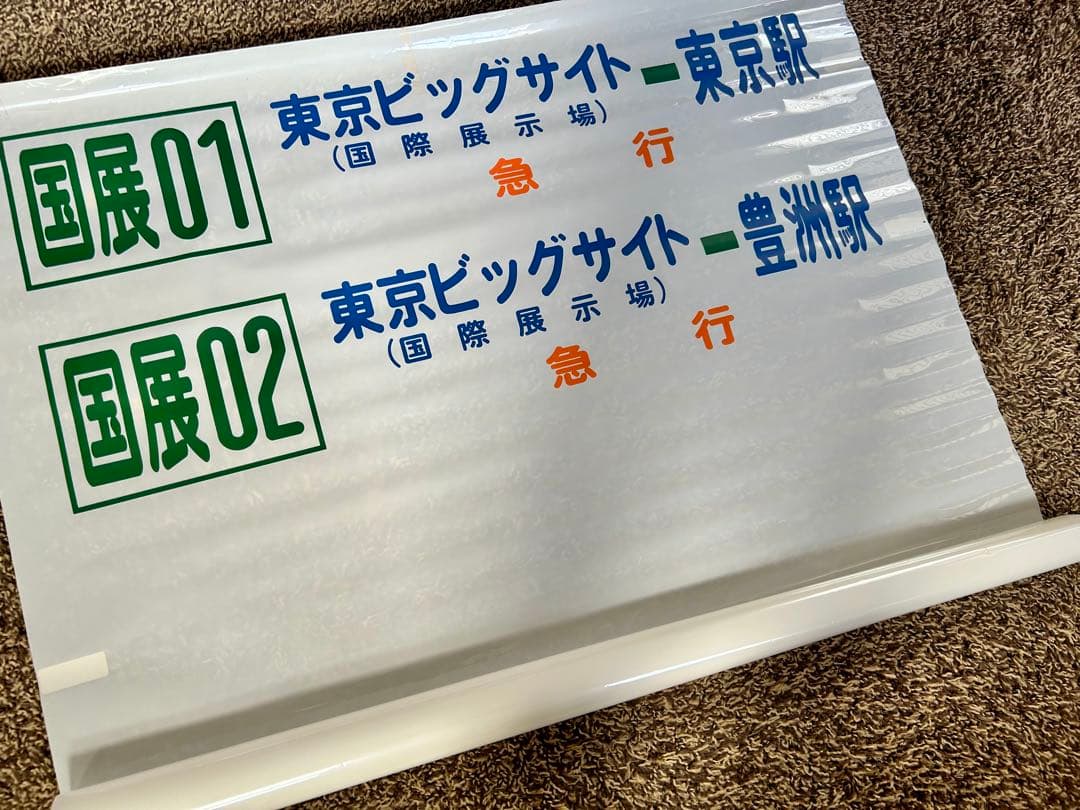 国展01 東京ビッグサイト━東京駅
(国際展示場)
急行
国展02 東京ビッグサイト━豊洲駅
(国際展示場)
急行